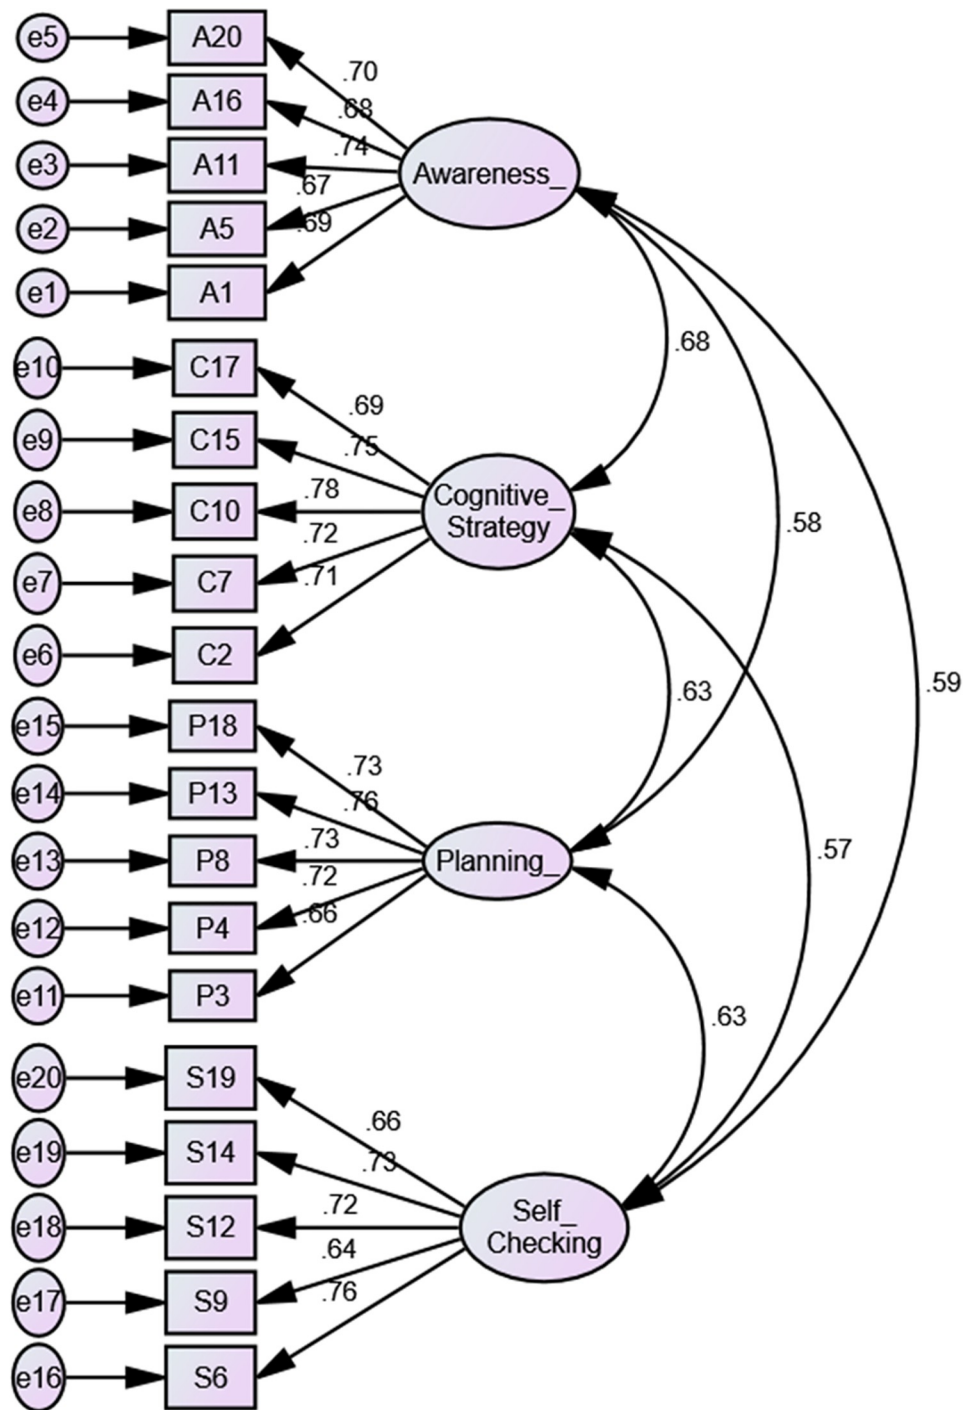 e5
A20
.70
e4
A16
.68
e3
A11
.74
e2
A5
.67
e1
A1
.69
Awareness_
e10
C17
.69
e9
C15
.75
e8
C10
.78
e7
C7
.72
e6
C2
.71
Cognitive_
Strategy
e15
P18
.73
e14
P13
.76
e13
P8
.73
e12
P4
.72
e11
P3
.66
Planning_
e20
S19
.66
e19
S14
.73
e18
S12
.72
e17
S9
.64
e16
S6
.76
Self_
Checking
.68
.58
.59
.63
.57
.63